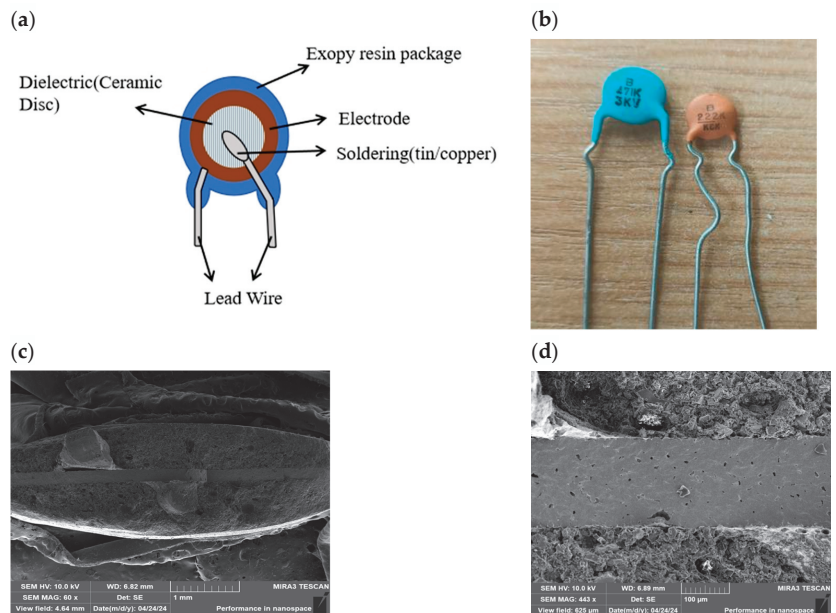 (a)
Exopy resin package
Dielectric(Ceramic
Disc)
Electrode
Soldering(tin/copper)
Lead Wire
(b)
471K
3KV
(c)
SEM HV: 10.0 kV WD: 6.82 mm MIRA3 TESCAN
SEM MAG: 60 x Det: SE 1 mm
View field: 4.64 mm Date(m/d/y): 04/24/24 Performance in nanospace
(d)
SEM HV: 10.0 kV WD: 6.89 mm MIRA3 TESCAN
SEM MAG: 443 x Det: SE 100 µm
View field: 625 µm Date(m/d/y): 04/24/24 Performance in nanospace